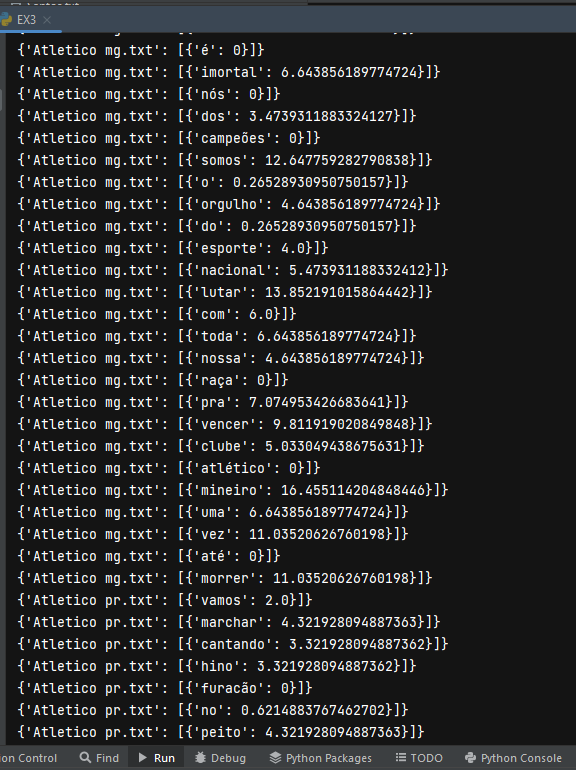 EX3
{'Atletico mg.txt': [{'é': 0}]}
{'Atletico mg.txt': [{'imortal': 6.643856189774724}]}
{'Atletico mg.txt': [{'nós': 0}]}
{'Atletico mg.txt': [{'dos': 3.4739311883324127}]}
{'Atletico mg.txt': [{'campeões': 0}]}
{'Atletico mg.txt': [{'somos': 12.647759282790838}]}
{'Atletico mg.txt': [{'o': 0.26528930950750157}]}
{'Atletico mg.txt': [{'orgulho': 4.643856189774724}]}
{'Atletico mg.txt': [{'do': 0.26528930950750157}]}
{'Atletico mg.txt': [{'esporte': 4.0}]}
{'Atletico mg.txt': [{'nacional': 5.473931188332412}]}
{'Atletico mg.txt': [{'lutar': 13.852191015864442}]}
{'Atletico mg.txt': [{'com': 6.0}]}
{'Atletico mg.txt': [{'toda': 6.643856189774724}]}
{'Atletico mg.txt': [{'nossa': 4.643856189774724}]}
{'Atletico mg.txt': [{'raça': 0}]}
{'Atletico mg.txt': [{'pra': 7.074953426683641}]}
{'Atletico mg.txt': [{'vencer': 9.811919020849848}]}
{'Atletico mg.txt': [{'clube': 5.033049438675631}]}
{'Atletico mg.txt': [{'atlético': 0}]}
{'Atletico mg.txt': [{'mineiro': 16.455114204848446}]}
{'Atletico mg.txt': [{'uma': 6.643856189774724}]}
{'Atletico mg.txt': [{'vez': 11.03520626760198}]}
{'Atletico mg.txt': [{'até': 0}]}
{'Atletico mg.txt': [{'morrer': 11.03520626760198}]}
{'Atletico pr.txt': [{'vamos': 2.0}]}
{'Atletico pr.txt': [{'marchar': 4.321928094887363}]}
{'Atletico pr.txt': [{'cantando': 3.321928094887362}]}
{'Atletico pr.txt': [{'hino': 3.321928094887362}]}
{'Atletico pr.txt': [{'furacão': 0}]}
{'Atletico pr.txt': [{'no': 0.6214883767462702}]}
{'Atletico pr.txt': [{'peito': 4.321928094887363}]}
on Control Find Run Debug Python Packages TODO Python Console